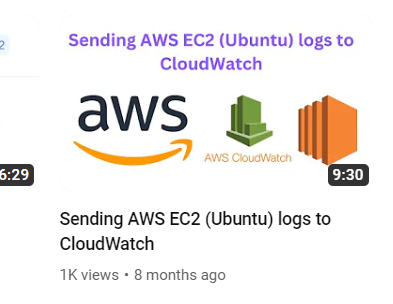 2
Sending AWS EC2 (Ubuntu) logs to
CloudWatch
aws
AWS CloudWatch
6:29
9:30
Sending AWS EC2 (Ubuntu) logs to
CloudWatch
1K views • 8 months ago